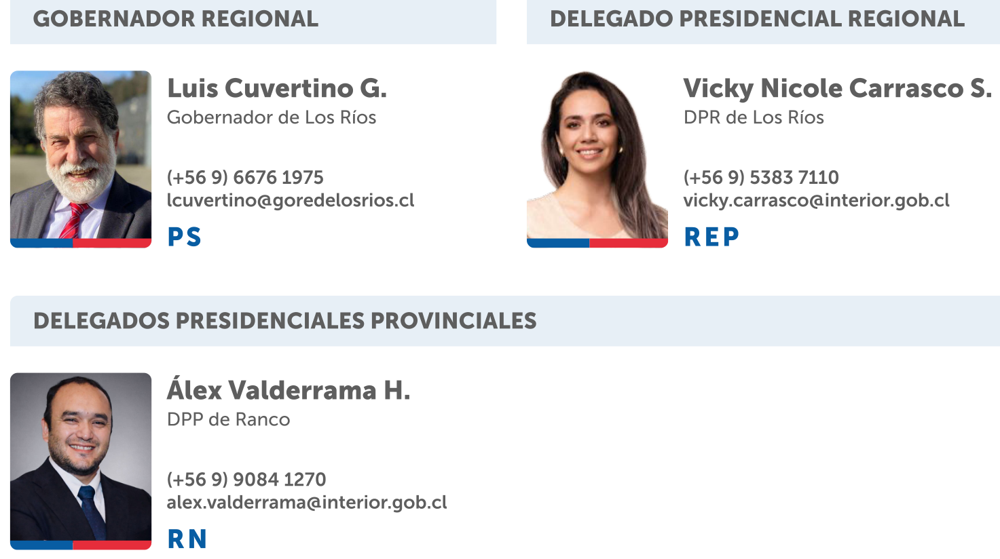 GOBERNADOR REGIONAL
Luis Cuvertino G.
Gobernador de Los Ríos
(+56 9) 6676 1975
lcuvertino@goredelosrios.cl
PS
DELEGADO PRESIDENCIAL REGIONAL
Vicky Nicole Carrasco S.
DPR de Los Ríos
(+56 9) 5383 7110
vicky.carrasco@interior.gob.cl
REP
DELEGADOS PRESIDENCIALES PROVINCIALES
Álex Valderrama H.
DPP de Ranco
(+56 9) 9084 1270
alex.valderrama@interior.gob.cl
RN